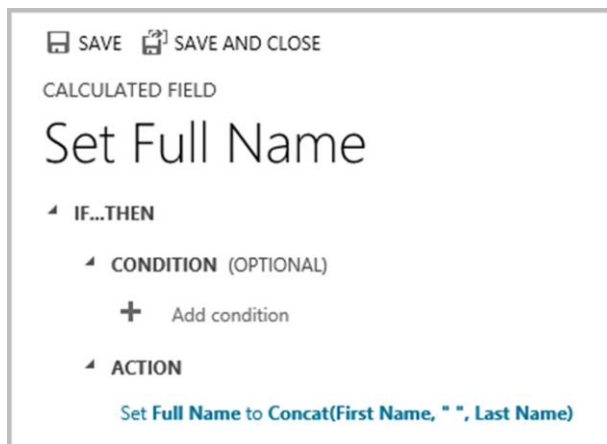 SAVE SAVE AND CLOSE
CALCULATED FIELD
Set Full Name
IF...THEN
CONDITION (OPTIONAL)
Add condition
ACTION
Set Full Name to Concat(First Name, " ", Last Name)